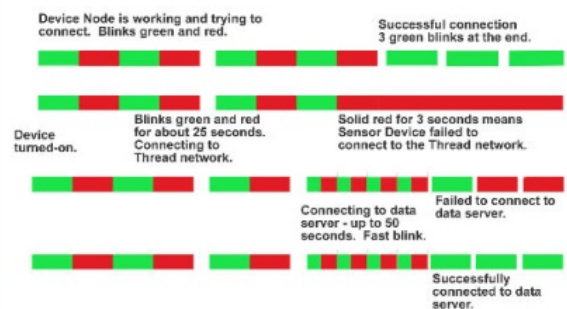 Device Node is working and trying to
connect. Blinks green and red.
Successful connection
3 green blinks at the end.
Device
turned-on.
Blinks green and red
for about 25 seconds.
Connecting to
Thread network.
Solid red for 3 seconds means
Sensor Device failed to
connect to the Thread network.
Connecting to data
server - up to 50
seconds. Fast blink.
Failed to connect to
data server.
Successfully
connected to data
server.